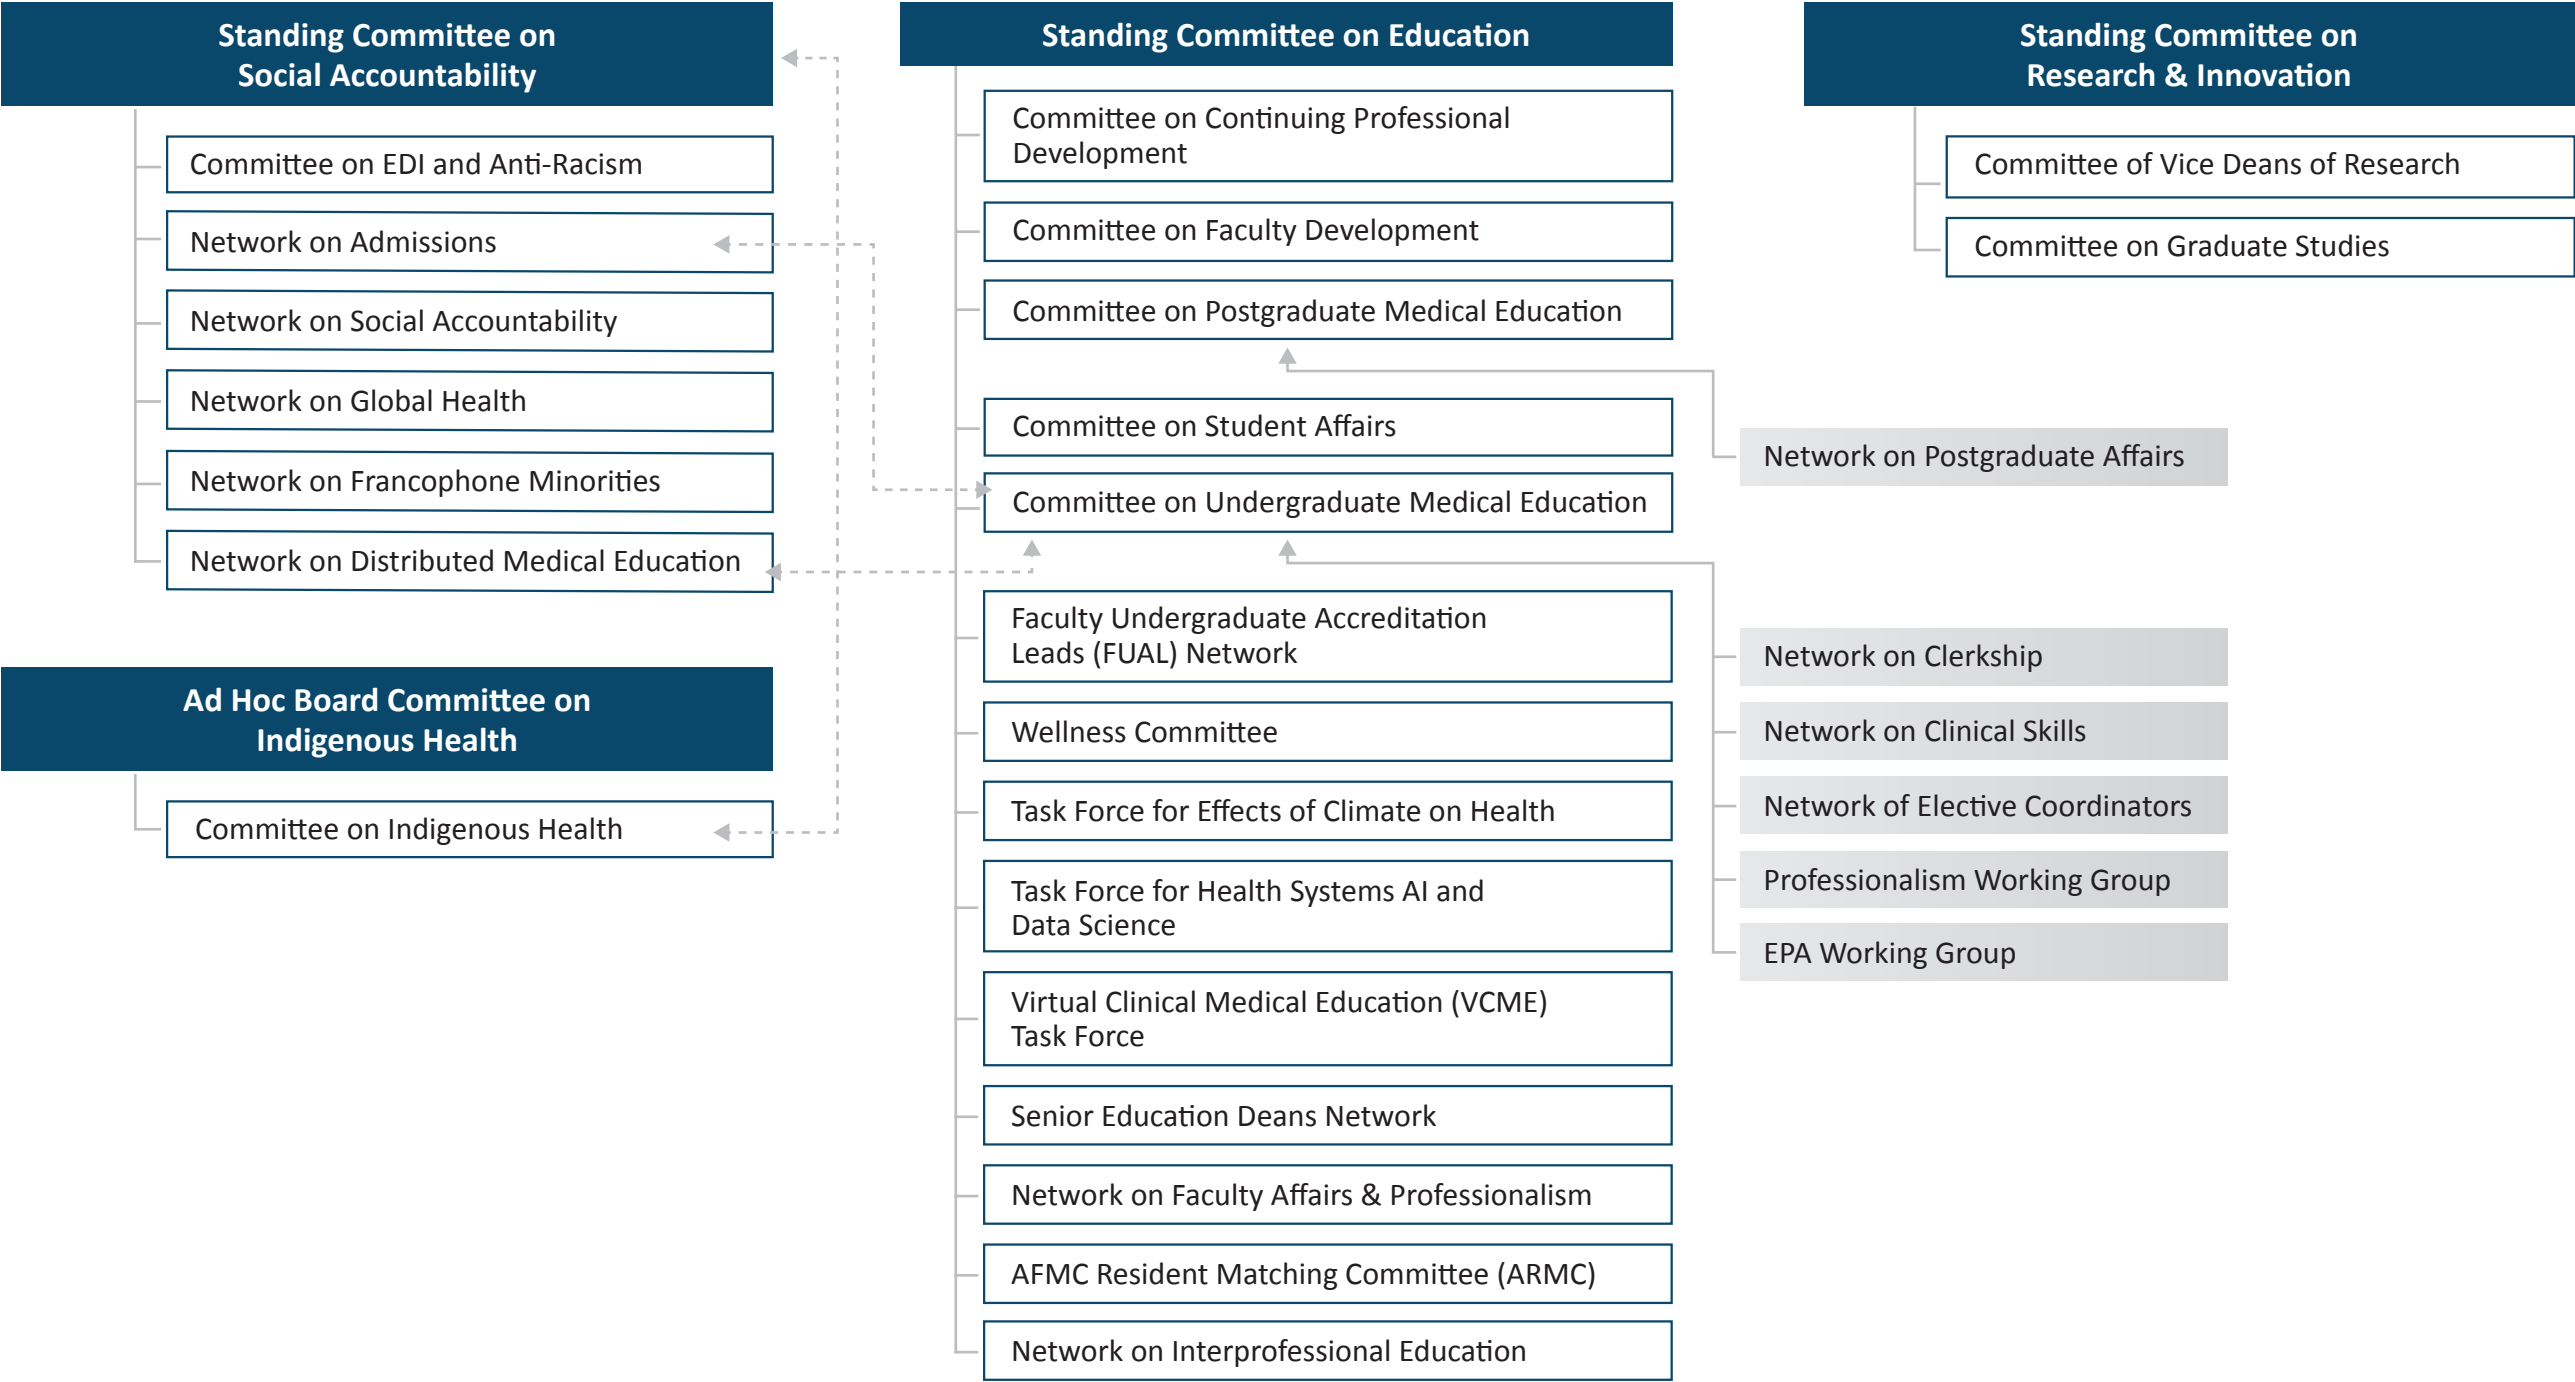 Standing Committee on
Social Accountability
Committee on EDI and Anti-Racism
Network on Admissions
Network on Social Accountability
Network on Global Health
Network on Francophone Minorities
Network on Distributed Medical Education
Ad Hoc Board Committee on
Indigenous Health
Committee on Indigenous Health
Standing Committee on Education
Committee on Continuing Professional
Development
Committee on Faculty Development
Committee on Postgraduate Medical Education
Committee on Student Affairs
Committee on Undergraduate Medical Education
Faculty Undergraduate Accreditation
Leads (FUAL) Network
Wellness Committee
Task Force for Effects of Climate on Health
Task Force for Health Systems AI and
Data Science
Virtual Clinical Medical Education (VCME)
Task Force
Senior Education Deans Network
Network on Faculty Affairs & Professionalism
AFMC Resident Matching Committee (ARMC)
Network on Interprofessional Education
Network on Postgraduate Affairs
Network on Clerkship
Network on Clinical Skills
Network of Elective Coordinators
Professionalism Working Group
EPA Working Group
Standing Committee on
Research & Innovation
Committee of Vice Deans of Research
Committee on Graduate Studies